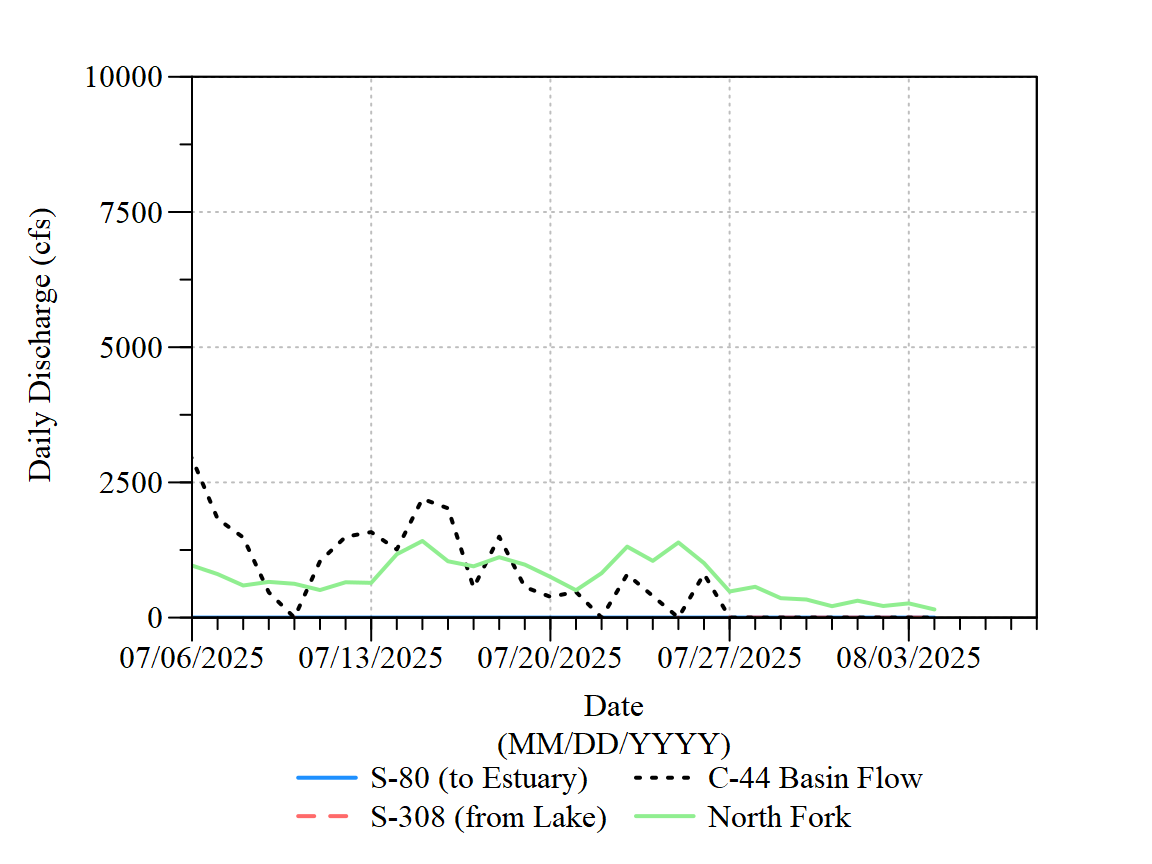 10000
7500
5000
2500
0
Daily Discharge (cfs)
07/06/2025 07/13/2025 07/20/2025 07/27/2025 08/03/2025
Date
(MM/DD/YYYY)
S-80 (to Estuary) C-44 Basin Flow
S-308 (from Lake) North Fork